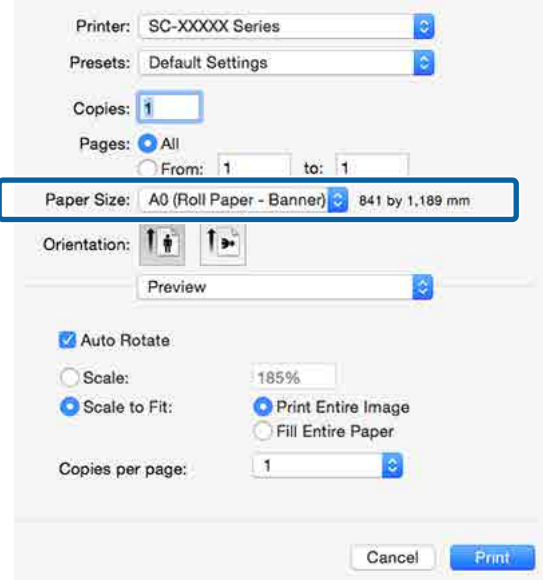 Printer: SC-XXXXX Series
Presets: Default Settings
Copies: 1
Pages: All
From: 1 to: 1
Paper Size: A0 (Roll Paper - Banner) 841 by 1,189 mm
Orientation:
Preview
Auto Rotate
Scale: 185%
Scale to Fit: Print Entire Image
Fill Entire Paper
Copies per page: 1
Cancel Print